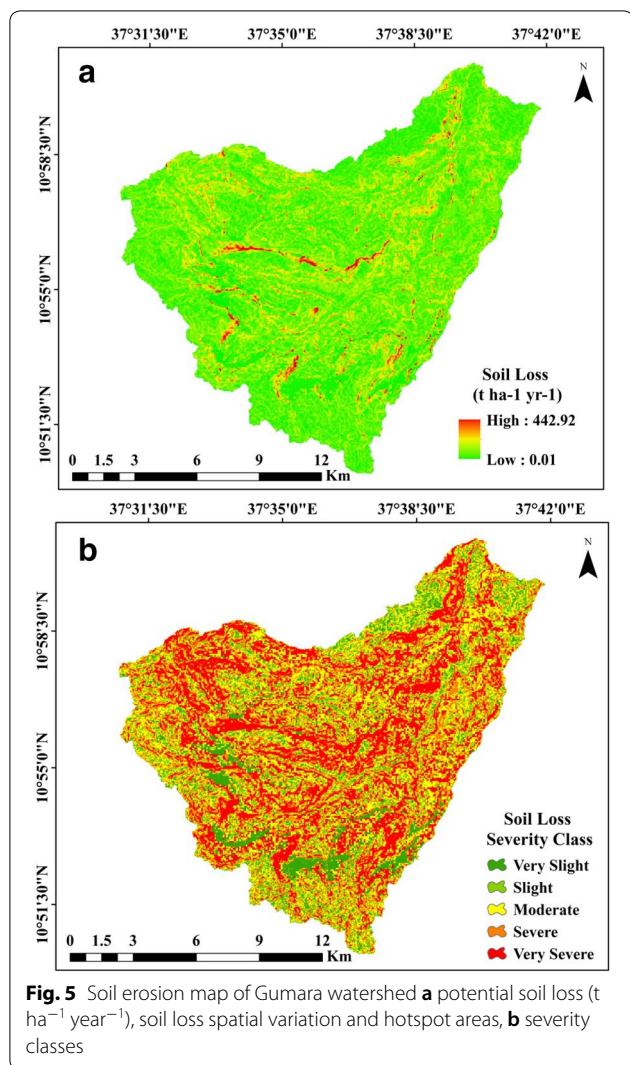 37°31'30"E 37°35'0"E 37°38'30"E 37°42'0"E
a
N
10°58'30"N
10°55'0"N
10°51'30"N
Soil Loss
(t ha-1 yr-1)
High : 442.92
Low : 0.01
0 1.5 3 6 9 12
Km
37°31'30"E 37°35'0"E 37°38'30"E 37°42'0"E
b
N
10°58'30"N
10°55'0"N
10°51'30"N
Soil Loss
Severity Class
Very Slight
Slight
Moderate
Severe
Very Severe
0 1.5 3 6 9 12
Km
Fig. 5 Soil erosion map of Gumara watershed a potential soil loss (t
ha⁻¹ year⁻¹), soil loss spatial variation and hotspot areas, b severity
classes